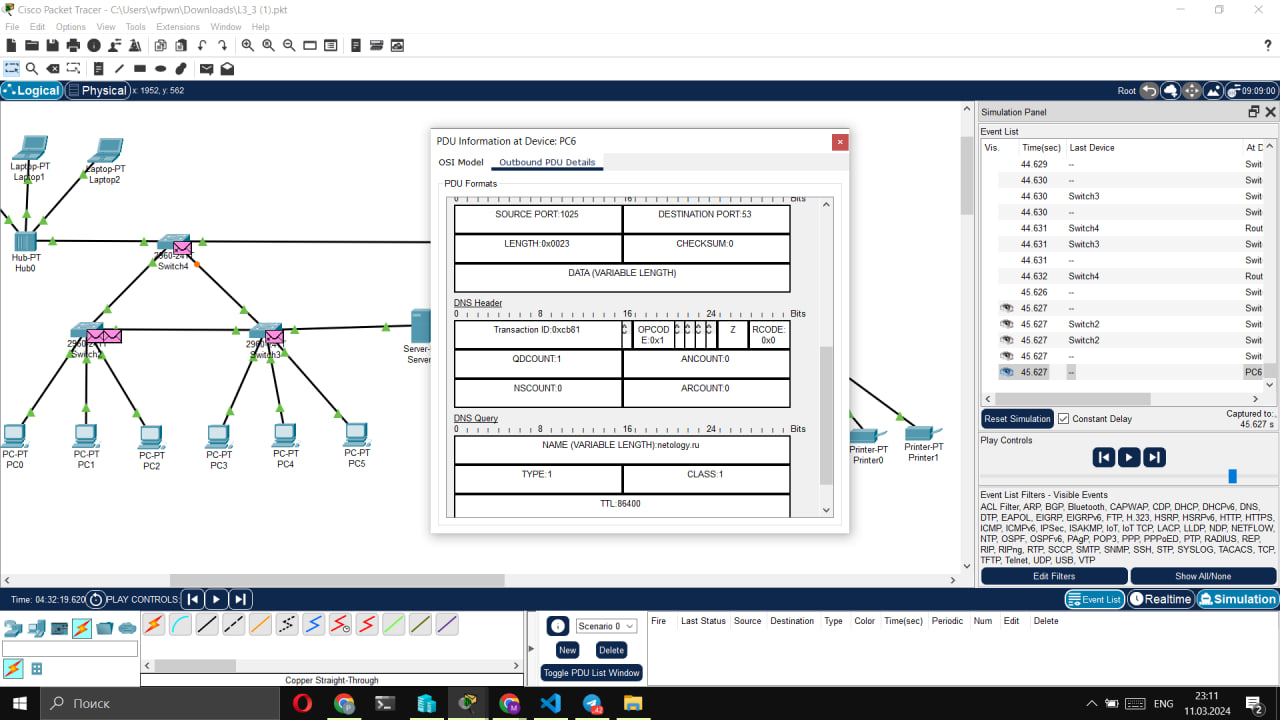 Cisco Packet Tracer - C:\Users\wfpwn\Downloads\L3_3 (1).pkt
File Edit Options View Tools Extensions Window Help
Logical Physical x: 1952, y: 562
Root 09:09:00
Laptop-PT
Laptop1
Laptop-PT
Laptop2
Hub-PT
Hub0
Switch4
Switch3
PC-PT
PC0
PC-PT
PC1
PC-PT
PC2
PC-PT
PC3
PC-PT
PC4
PC-PT
PC5
Printer-PT
Printer0
Printer-PT
Printer1
PDU Information at Device: PC6
OSI Model Outbound PDU Details
PDU Formats
0 16 Bits
SOURCE PORT:1025 DESTINATION PORT:53
LENGTH:0x0023 CHECKSUM:0
DATA (VARIABLE LENGTH)
DNS Header
0 8 16 24 Bits
Transaction ID:0xcb81 OPCOD
E:0x1 Z RCODE:
0x0
QDCOUNT:1 ANCOUNT:0
NSCOUNT:0 ARCOUNT:0
DNS Query
0 8 16 24 Bits
NAME (VARIABLE LENGTH):netology.ru
TYPE:1 CLASS:1
TTL:86400
Simulation Panel
Event List
Vis. Time(sec) Last Device At D
44.629 -- Swit
44.630 -- Swit
44.630 Switch3 Swit
44.630 -- Swit
44.631 Switch4 Rout
44.631 Switch3 Swit
44.631 -- Swit
44.632 Switch4 Rout
45.626 -- Swit
45.627 -- Swit
45.627 Switch2 Swit
45.627 Switch2 Swit
45.627 -- Swit
45.627 -- PC6
Reset Simulation Constant Delay Captured to:
45.627 s
Play Controls
Event List Filters - Visible Events
ACL Filter, ARP, BGP, Bluetooth, CAPWAP, CDP, DHCP, DHCPv6, DNS,
DTP, EAPOL, EIGRP, EIGRPv6, FTP, H.323, HSRP, HSRPv6, HTTP, HTTPS,
ICMP, ICMPv6, IPSec, ISAKMP, IoT, IoT TCP, LACP, LLDP, NDP, NETFLOW,
NTP, OSPF, OSPFv6, PAgP, POP3, PPP, PPPoED, PTP, RADIUS, REP,
RIP, RIPng, RTP, SCCP, SMTP, SNMP, SSH, STP, SYSLOG, TACACS, TCP,
TFTP, Telnet, UDP, USB, VTP
Edit Filters Show All/None
Time: 04:32:19.620 PLAY CONTROLS: Event List Realtime Simulation
Scenario 0
New Delete
Toggle PDU List Window
Fire Last Status Source Destination Type Color Time(sec) Periodic Num Edit Delete
Copper Straight-Through
Поиск
ENG
23:11
11.03.2024
2